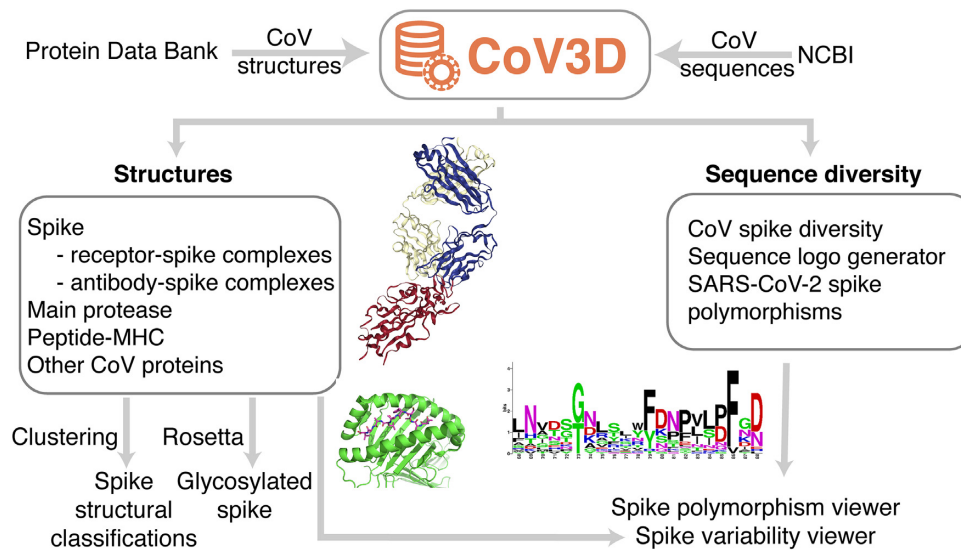 Protein Data Bank
CoV
structures
CoV3D
CoV
sequences
NCBI
Structures
Spike
- receptor-spike complexes
- antibody-spike complexes
Main protease
Peptide-MHC
Other CoV proteins
Sequence diversity
CoV spike diversity
Sequence logo generator
SARS-CoV-2 spike
polymorphisms
Clustering
Rosetta
Spike
structural
classifications
Glycosylated
spike
Spike polymorphism viewer
Spike variability viewer